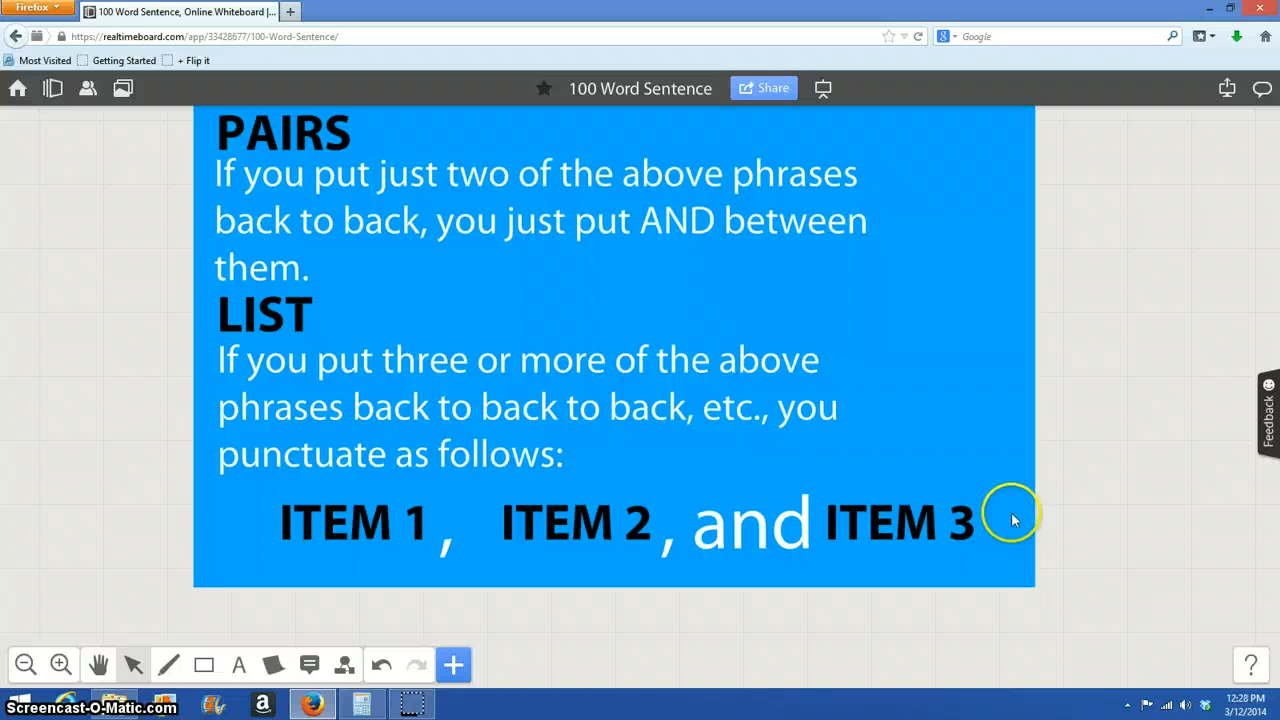 Firefox
100 Word Sentence, Online Whiteboard |...
https://realtimeboard.com/app/33428677/100-Word-Sentence/
Google
Most Visited
Getting Started
+ Flip it
100 Word Sentence
Share
PAIRS
If you put just two of the above phrases
back to back, you just put AND between
them.
LIST
If you put three or more of the above
phrases back to back to back, etc., you
punctuate as follows:
ITEM 1 , ITEM 2 , and ITEM 3
Feedback
Screencast-O-Matic.com
12:28 PM
3/12/2014